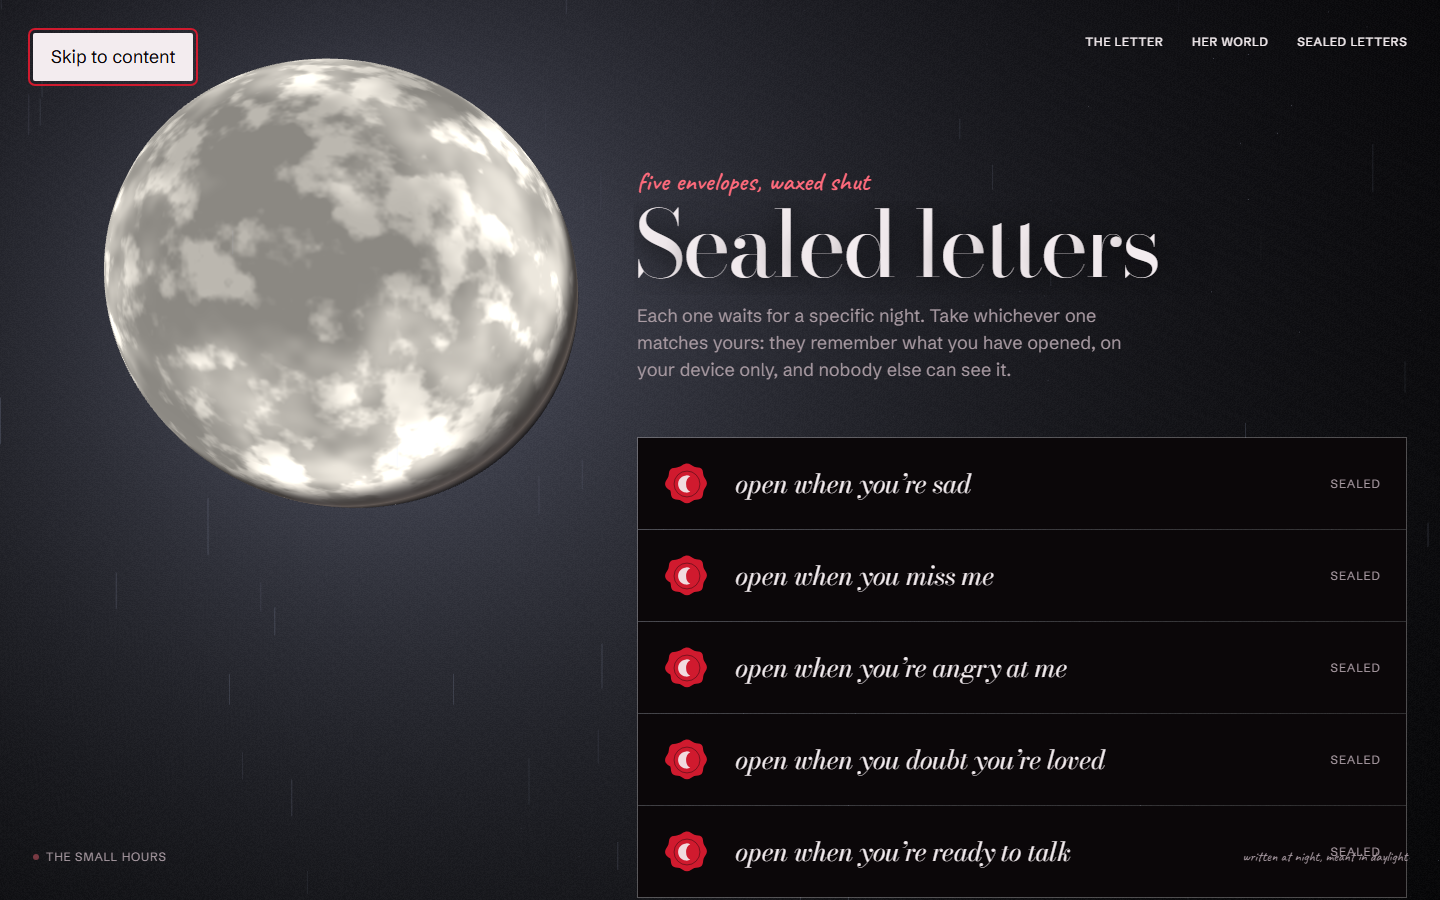 Skip to content
THE LETTER
HER WORLD
SEALED LETTERS
five envelopes, waxed shut
Sealed letters
Each one waits for a specific night. Take whichever one
matches yours: they remember what you have opened, on
your device only, and nobody else can see it.
open when you’re sad
SEALED
open when you miss me
SEALED
open when you’re angry at me
SEALED
open when you doubt you’re loved
SEALED
open when you’re ready to talk
SEALED
THE SMALL HOURS
written at night, meant in daylight